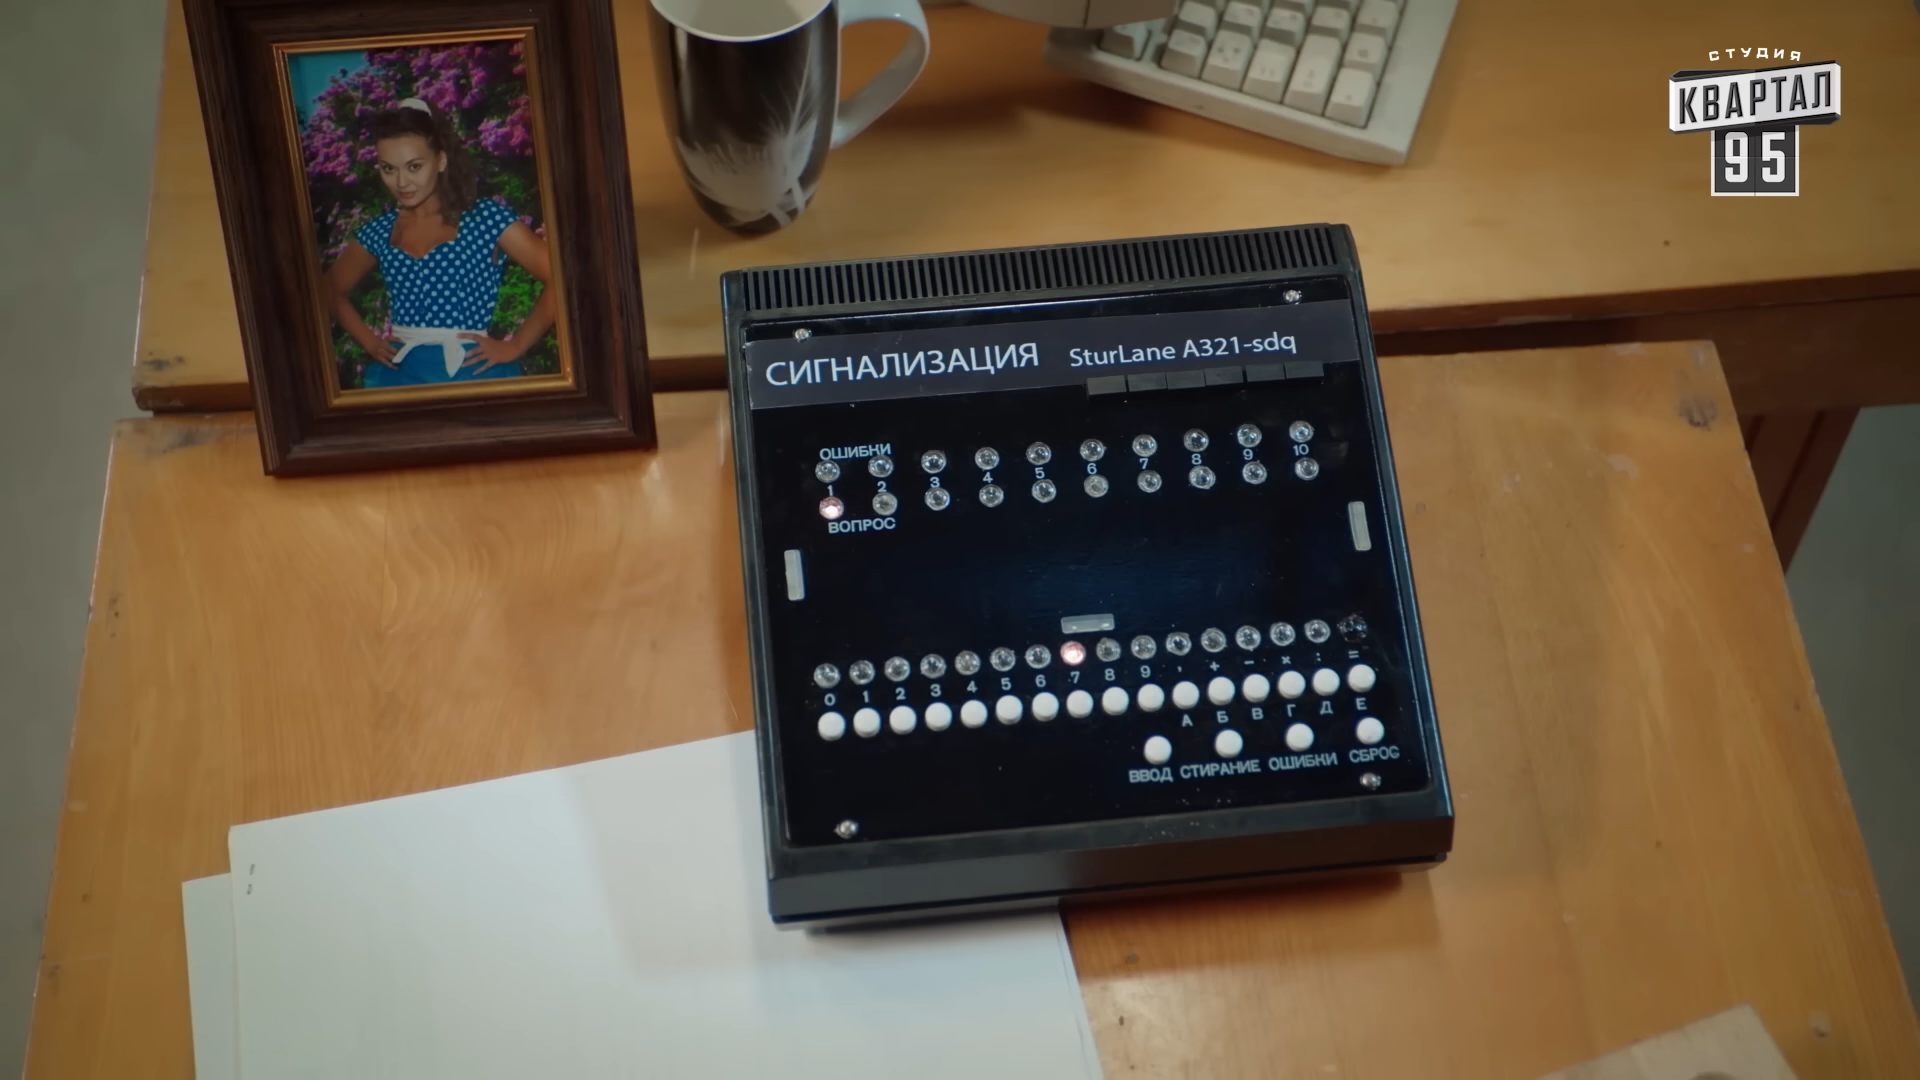 СТУДИЯ
КВАРТАЛ
95
СИГНАЛИЗАЦИЯ SturLane A321-sdq
ОШИБКИ
1 2 3 4 5 6 7 8 9 10
ВОПРОС
0 1 2 3 4 5 6 7 8 9 , + − × : =
А Б В Г Д Е
ВВОД СТИРАНИЕ ОШИБКИ СБРОС